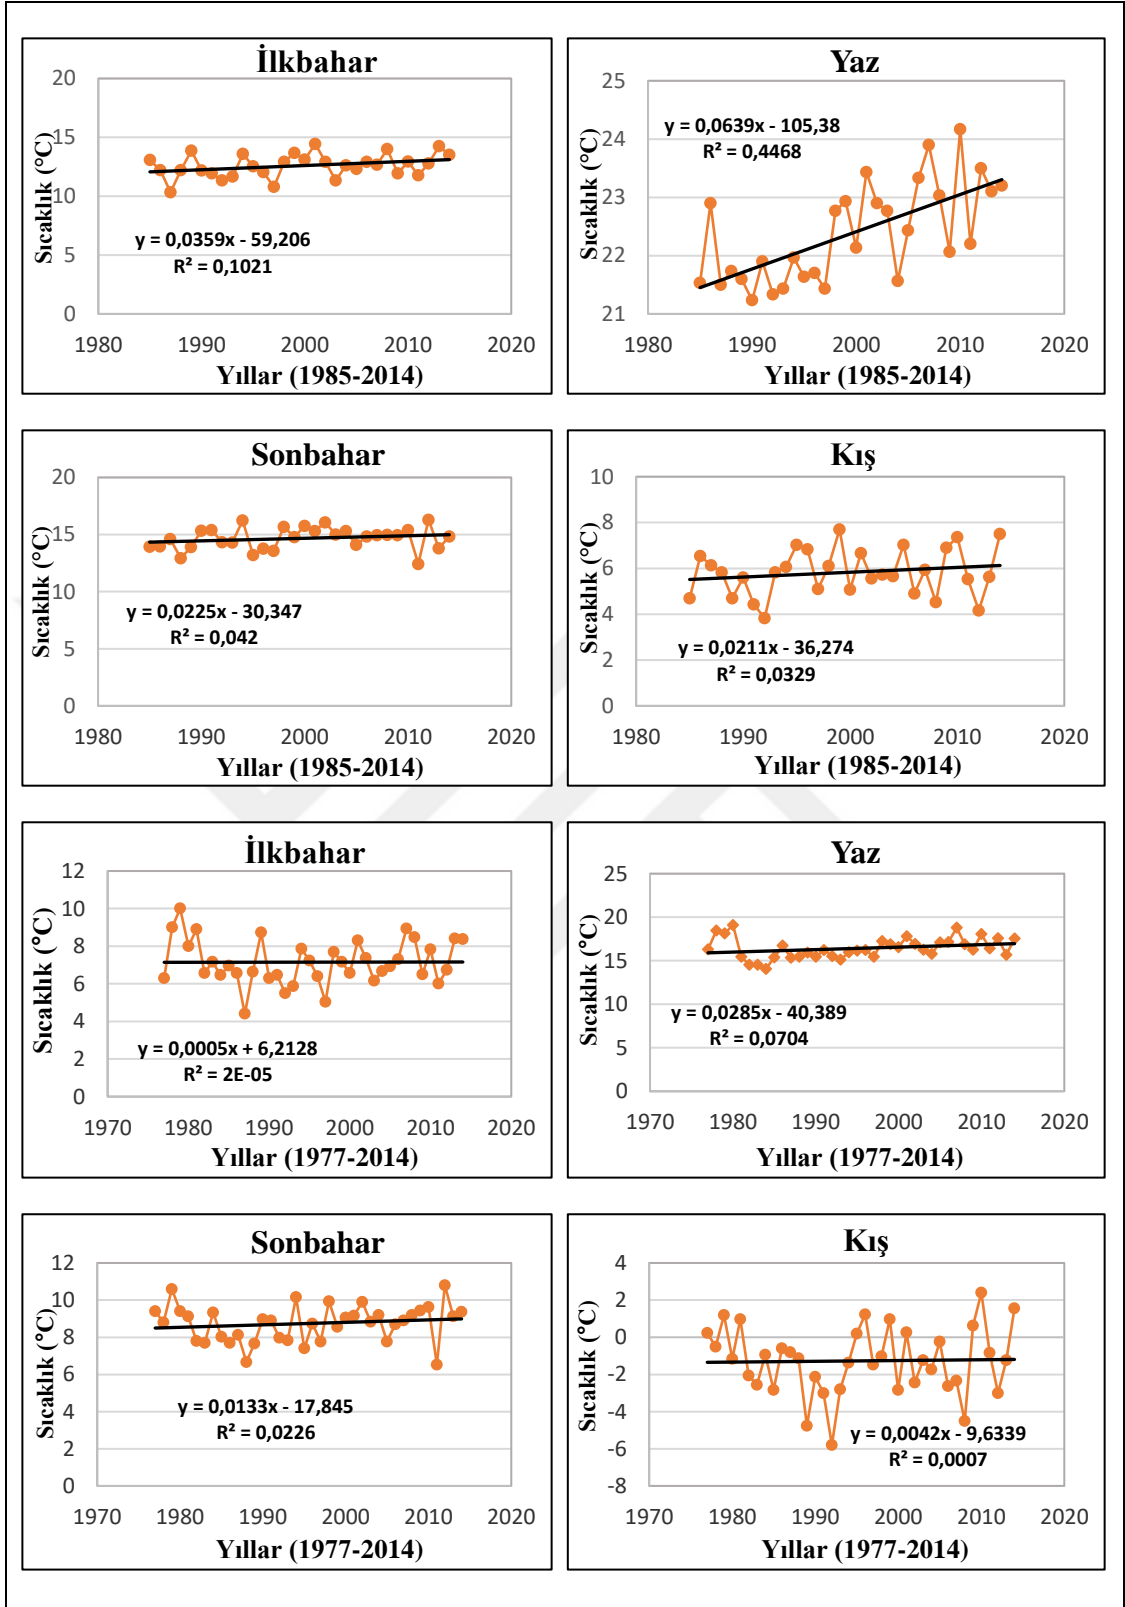 İlkbahar
Sıcaklık (°C)
20
15
10
5
0
y = 0,0359x - 59,206
R² = 0,1021
1980 1990 2000 2010 2020
Yıllar (1985-2014)
Yaz
Sıcaklık (°C)
25
24
23
22
21
y = 0,0639x - 105,38
R² = 0,4468
1980 1990 2000 2010 2020
Yıllar (1985-2014)
Sonbahar
Sıcaklık (°C)
20
15
10
5
0
y = 0,0225x - 30,347
R² = 0,042
1980 1990 2000 2010 2020
Yıllar (1985-2014)
Kış
Sıcaklık (°C)
10
8
6
4
2
0
y = 0,0211x - 36,274
R² = 0,0329
1980 1990 2000 2010 2020
Yıllar (1985-2014)
İlkbahar
Sıcaklık (°C)
12
10
8
6
4
2
0
y = 0,0005x + 6,2128
R² = 2E-05
1970 1980 1990 2000 2010 2020
Yıllar (1977-2014)
Yaz
Sıcaklık (°C)
25
20
15
10
5
0
y = 0,0285x - 40,389
R² = 0,0704
1970 1980 1990 2000 2010 2020
Yıllar (1977-2014)
Sonbahar
Sıcaklık (°C)
12
10
8
6
4
2
0
y = 0,0133x - 17,845
R² = 0,0226
1970 1980 1990 2000 2010 2020
Yıllar (1977-2014)
Kış
Sıcaklık (°C)
4
2
0
-2
-4
-6
-8
y = 0,0042x - 9,6339
R² = 0,0007
1970 1980 1990 2000 2010 2020
Yıllar (1977-2014)